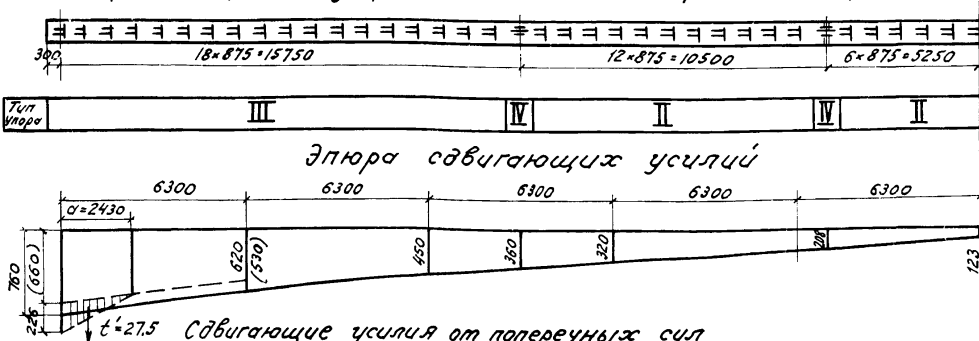 300
18×875=15750
12×875=10500
6×875=5250
Тип упора
III
IV
II
IV
II
Эпюра сдвигающих усилий
6300
6300
6300
6300
6300
a=2430
760
(660)
226
620
(530)
450
360
320
208
123
t'=27.5
Сдвигающие усилия от поперечных сил